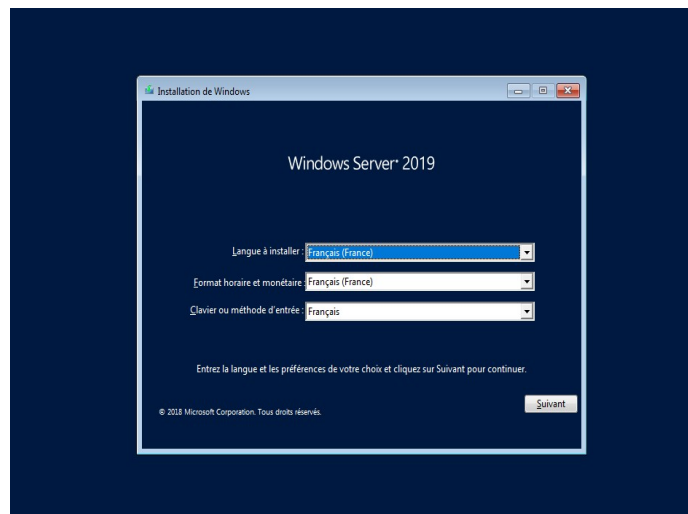 Installation de Windows
Windows Server 2019
Langue à installer : Français (France)
Format horaire et monétaire : Français (France)
Clavier ou méthode d'entrée : Français
Entrez la langue et les préférences de votre choix et cliquez sur Suivant pour continuer.
© 2018 Microsoft Corporation. Tous droits réservés.
Suivant